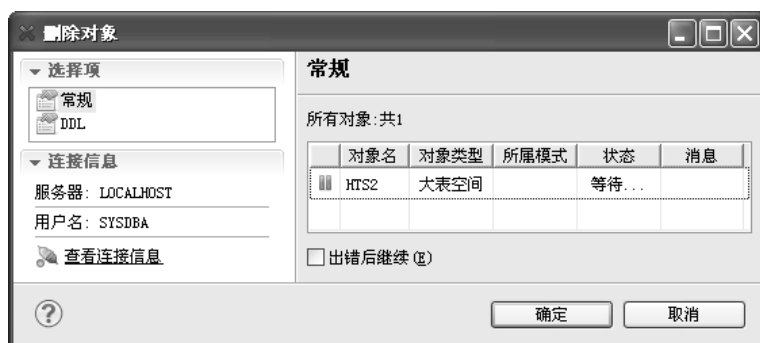 删除对象
选择项
常规
DDL
连接信息
服务器: LOCALHOST
用户名: SYSDBA
查看连接信息
常规
所有对象:共1
对象名 对象类型 所属模式 状态 消息
HTS2 大表空间 等待...
出错后继续(E)
确定 取消